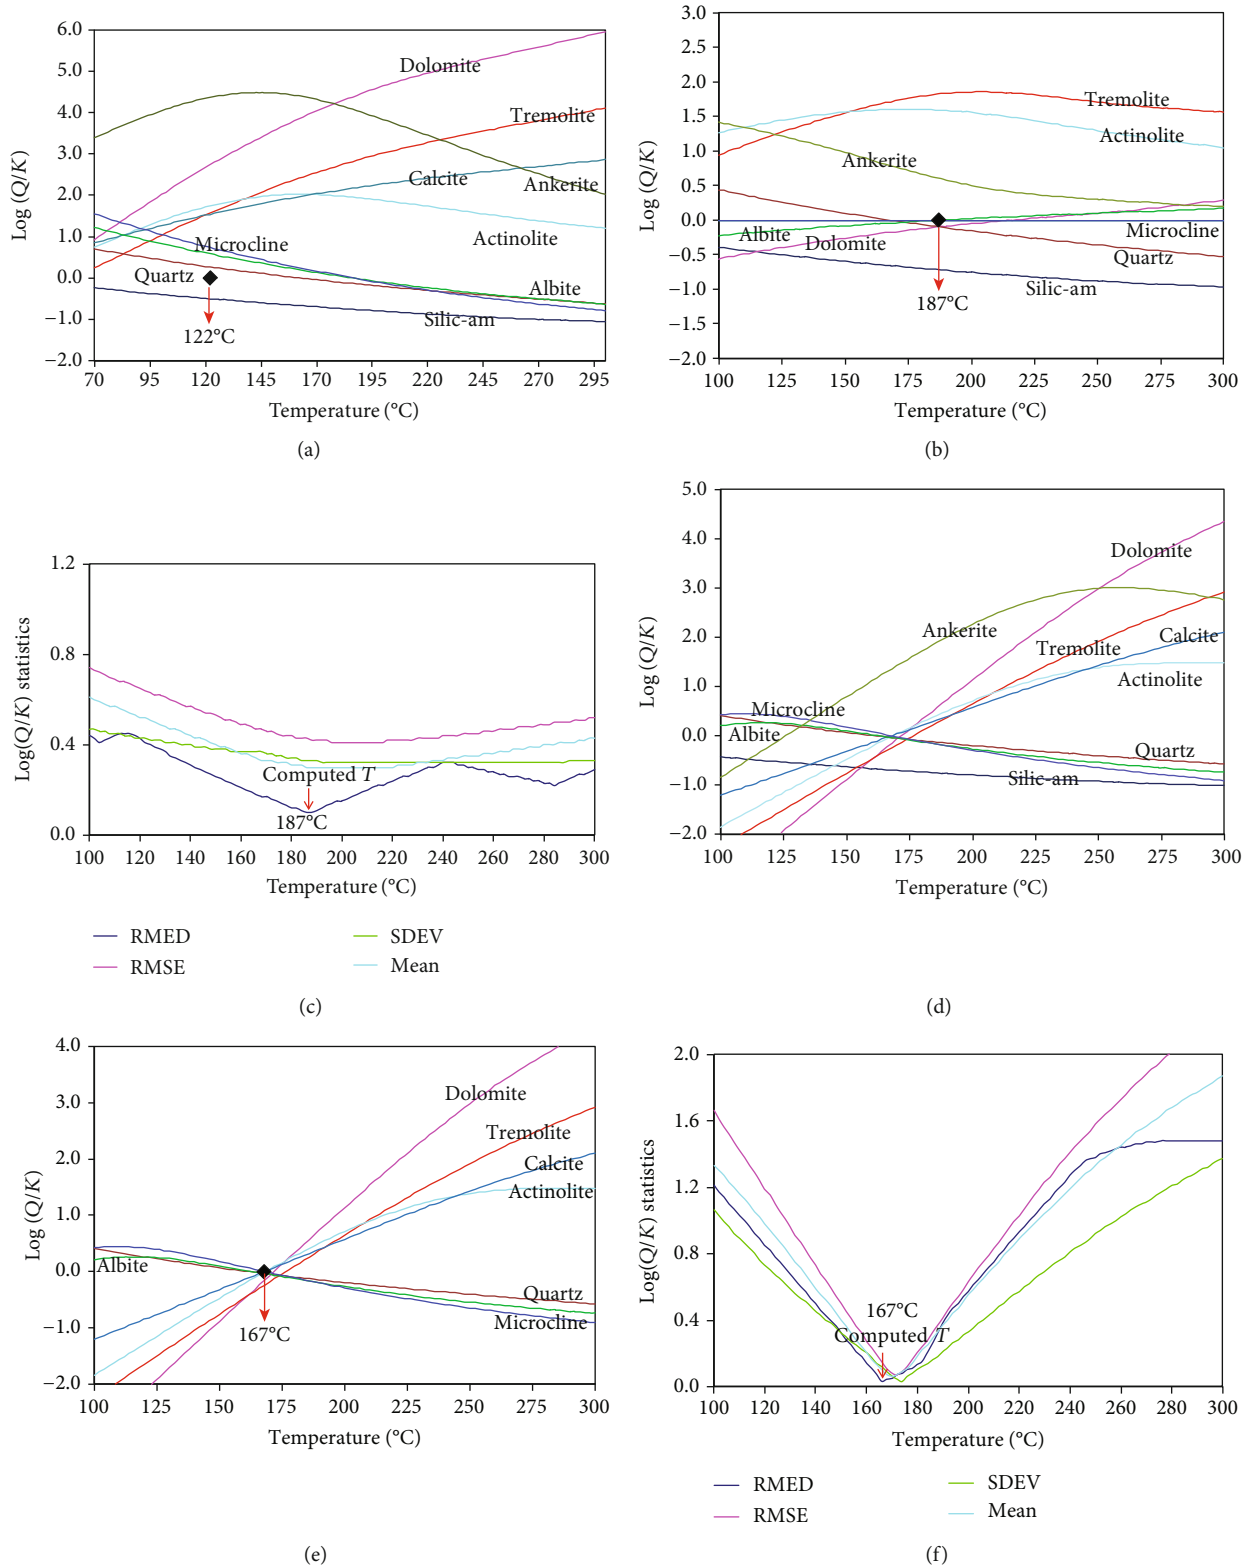 6.0
5.0
4.0
3.0
2.0
1.0
0.0
−1.0
−2.0
Log (Q/K)
Dolomite
Tremolite
Calcite
Ankerite
Actinolite
Microcline
Quartz
Albite
Silic-am
122°C
70 95 120 145 170 195 220 245 270 295
Temperature (°C)
(a)
3.0
2.5
2.0
1.5
1.0
0.5
0.0
−0.5
−1.0
−1.5
−2.0
Log (Q/K)
Tremolite
Actinolite
Ankerite
Albite
Dolomite
Microcline
Quartz
Silic-am
187°C
100 125 150 175 200 225 250 275 300
Temperature (°C)
(b)
1.2
0.8
0.4
0.0
Log(Q/K) statistics
Computed T
187°C
100 120 140 160 180 200 220 240 260 280 300
Temperature (°C)
RMED
SDEV
RMSE
Mean
(c)
5.0
4.0
3.0
2.0
1.0
0.0
−1.0
−2.0
Log (Q/K)
Dolomite
Ankerite
Tremolite
Calcite
Actinolite
Microcline
Albite
Quartz
Silic-am
100 125 150 175 200 225 250 275 300
Temperature (°C)
(d)
4.0
3.0
2.0
1.0
0.0
−1.0
−2.0
Log (Q/K)
Dolomite
Tremolite
Calcite
Actinolite
Albite
Quartz
Microcline
167°C
100 125 150 175 200 225 250 275 300
Temperature (°C)
(e)
2.0
1.6
1.2
0.8
0.4
0.0
Log(Q/K) statistics
167°C
Computed T
100 120 140 160 180 200 220 240 260 280 300
Temperature (°C)
RMED
SDEV
RMSE
Mean
(f)